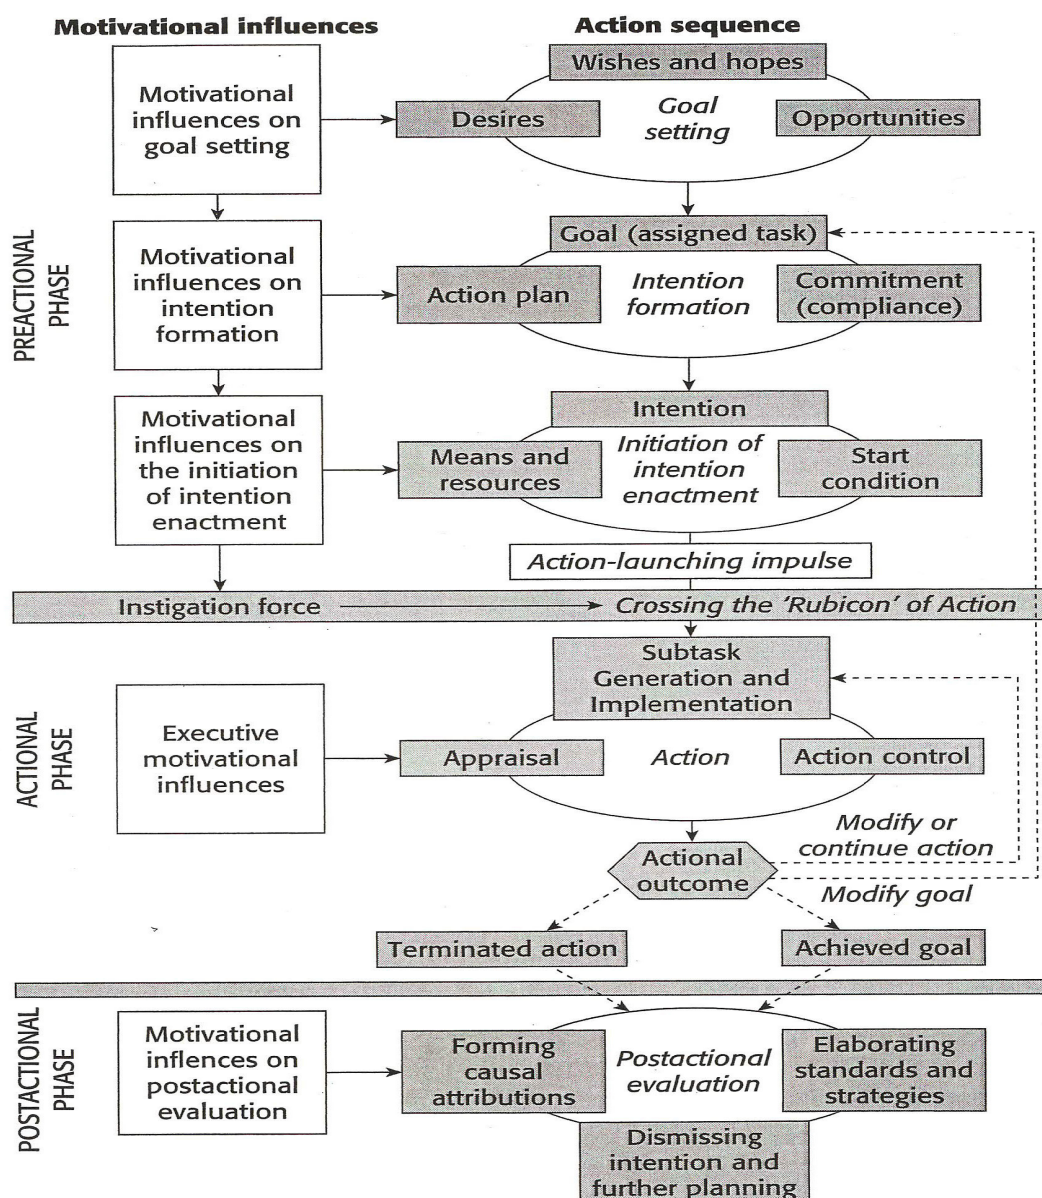 Motivational influences
Action sequence
PREACTIONAL
PHASE
Motivational
influences on
goal setting
Wishes and hopes
Desires
Goal
setting
Opportunities
Motivational
influences on
intention
formation
Goal (assigned task)
Action plan
Intention
formation
Commitment
(compliance)
Motivational
influences on
the initiation
of intention
enactment
Intention
Means and
resources
Initiation of
intention
enactment
Start
condition
Action-launching impulse
Instigation force
Crossing the ‘Rubicon’ of Action
ACTIONAL
PHASE
Executive
motivational
influences
Subtask
Generation and
Implementation
Appraisal
Action
Action control
Modify or
continue action
Actional
outcome
Modify goal
Terminated action
Achieved goal
POSTACTIONAL
PHASE
Motivational
inflences on
postactional
evaluation
Forming
causal
attributions
Postactional
evaluation
Elaborating
standards and
strategies
Dismissing
intention and
further planning